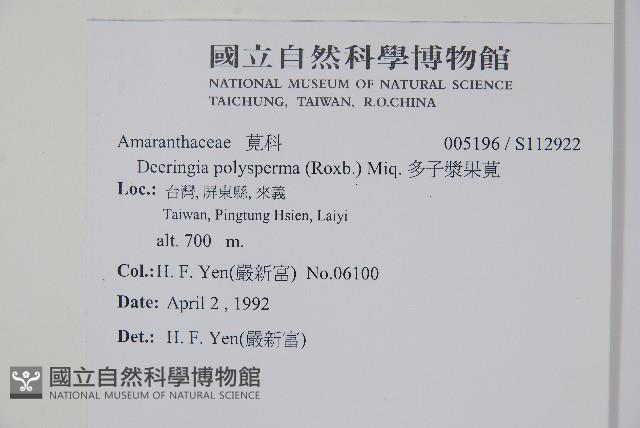 國立自然科學博物館
NATIONAL MUSEUM OF NATURAL SCIENCE
TAICHUNG, TAIWAN, R.O.CHINA
Amaranthaceae 莧科 005196 / S112922
Deeringia polysperma (Roxb.) Miq. 多子漿果莧
Loc.: 台灣, 屏東縣, 來義
Taiwan, Pingtung Hsien, Laiyi
alt. 700 m.
Col.: H. F. Yen(嚴新富) No.06100
Date: April 2 , 1992
Det.: H. F. Yen(嚴新富)
國立自然科學博物館
NATIONAL MUSEUM OF NATURAL SCIENCE